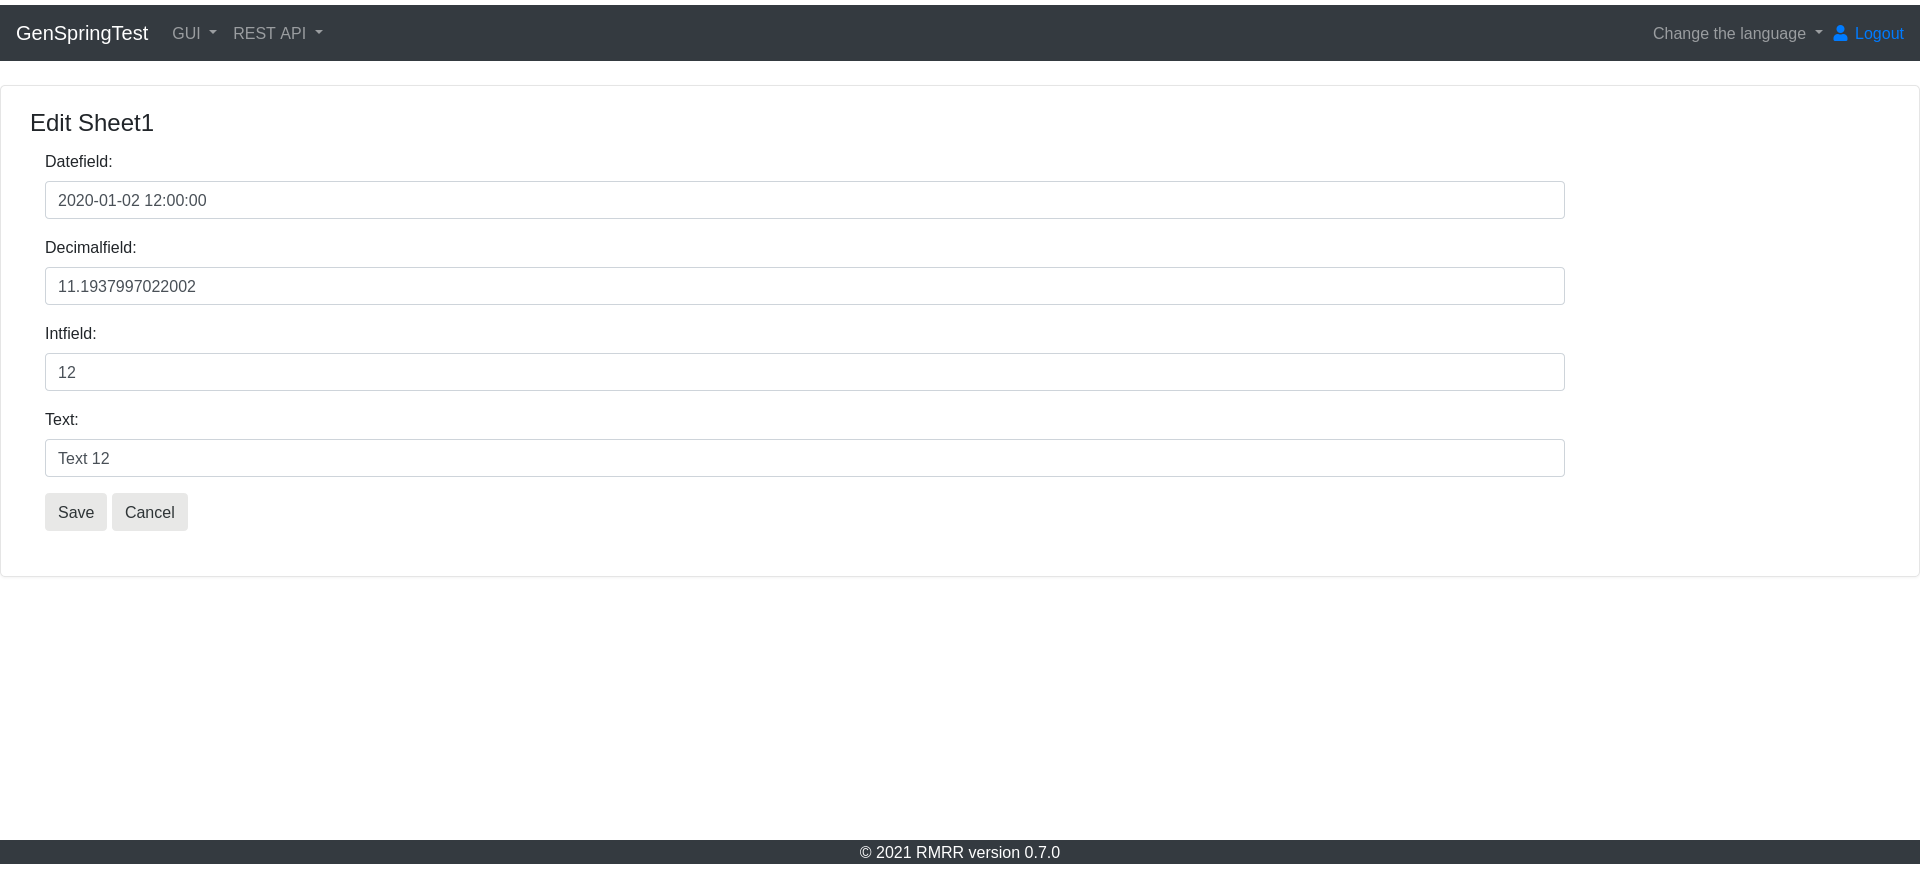 GenSpringTest GUI REST API Change the language Logout
Edit Sheet1
Datefield:
2020-01-02 12:00:00
Decimalfield:
11.1937997022002
Intfield:
12
Text:
Text 12
Save Cancel
© 2021 RMRR version 0.7.0